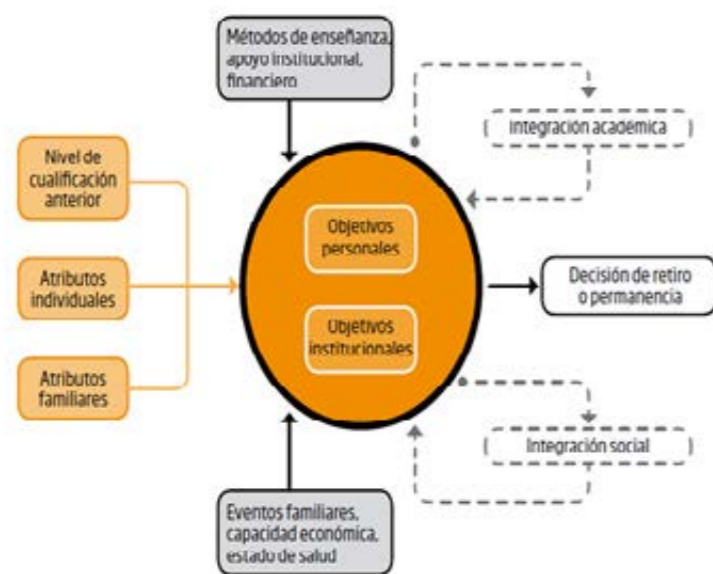 Métodos de enseñanza,
apoyo institucional,
financiero
Integración académica
Nivel de
cualificación
anterior
Objetivos
personales
Atributos
individuales
Decisión de retiro
o permanencia
Objetivos
institucionales
Atributos
familiares
Integración social
Eventos familiares,
capacidad económica,
estado de salud